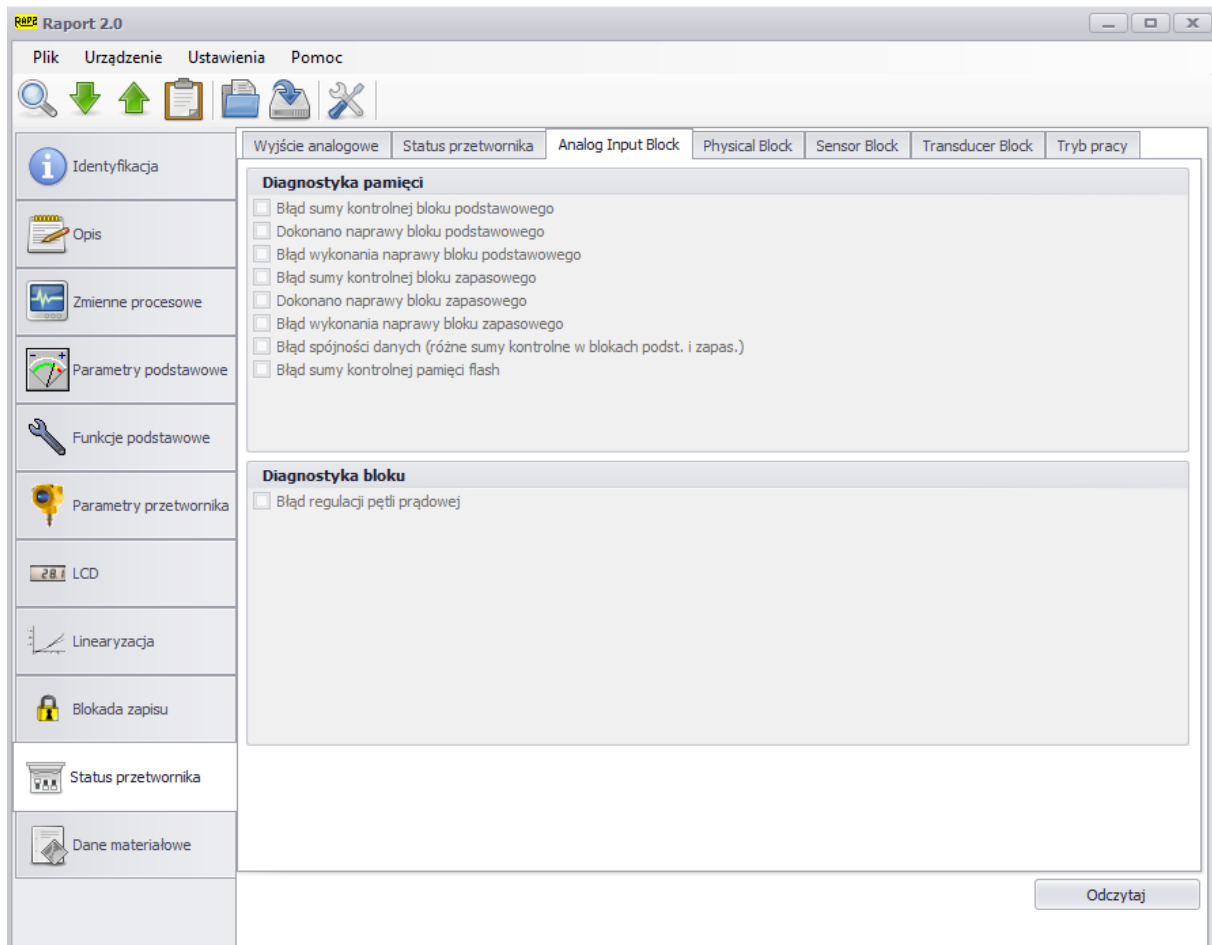 RAP2 Raport 2.0
Plik Urządzenie Ustawienia Pomoc
Wyjście analogowe Status przetwornika Analog Input Block Physical Block Sensor Block Transducer Block Tryb pracy
Identyfikacja
Opis
Zmienne procesowe
Parametry podstawowe
Funkcje podstawowe
Parametry przetwornika
28.1 LCD
Linearyzacja
Blokada zapisu
Status przetwornika
Dane materiałowe
Diagnostyka pamięci
Błąd sumy kontrolnej bloku podstawowego
Dokonano naprawy bloku podstawowego
Błąd wykonania naprawy bloku podstawowego
Błąd sumy kontrolnej bloku zapasowego
Dokonano naprawy bloku zapasowego
Błąd wykonania naprawy bloku zapasowego
Błąd spójności danych (różne sumy kontrolne w blokach podst. i zapas.)
Błąd sumy kontrolnej pamięci flash
Diagnostyka bloku
Błąd regulacji pętli prądowej
Odczytaj